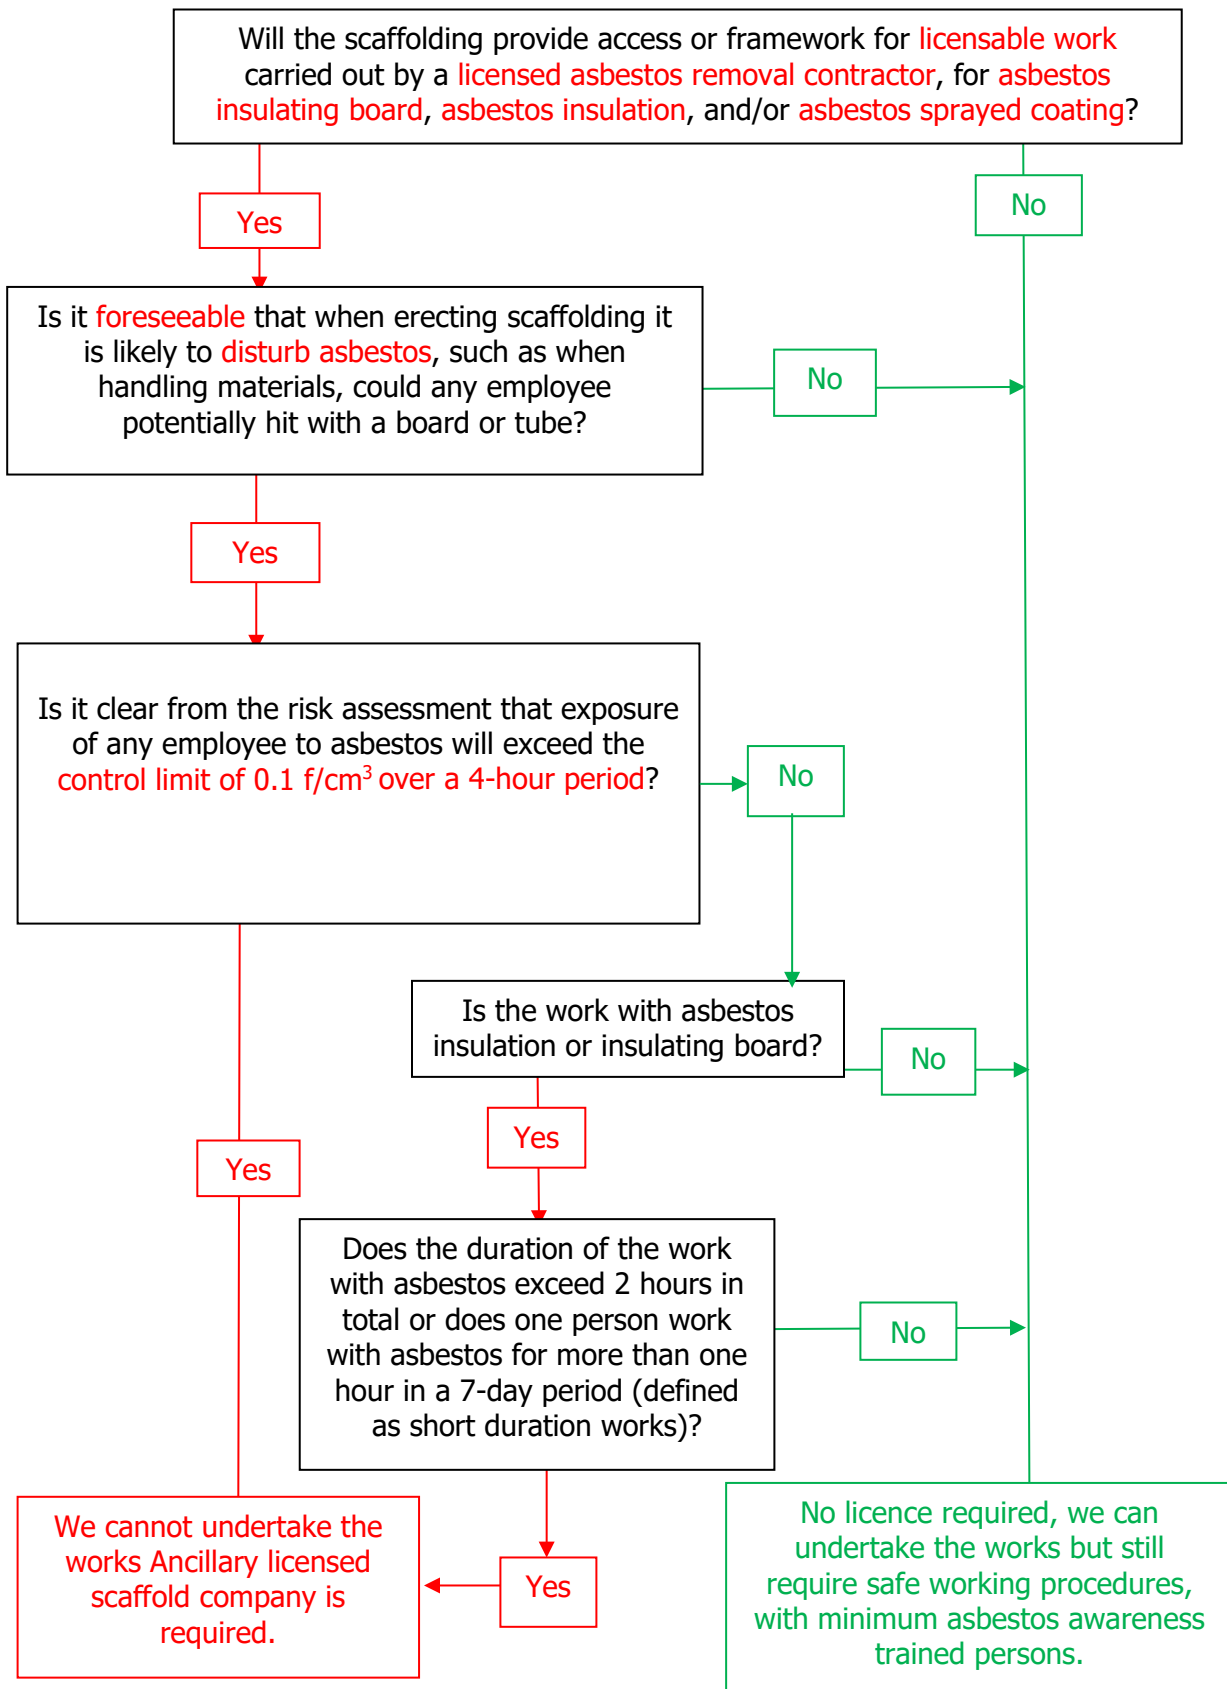 Will the scaffolding provide access or framework for licensable work
carried out by a licensed asbestos removal contractor, for asbestos
insulating board, asbestos insulation, and/or asbestos sprayed coating?
Yes
No
Is it foreseeable that when erecting scaffolding it
is likely to disturb asbestos, such as when
handling materials, could any employee
potentially hit with a board or tube?
No
Yes
Is it clear from the risk assessment that exposure
of any employee to asbestos will exceed the
control limit of 0.1 f/cm³ over a 4-hour period?
No
Is the work with asbestos
insulation or insulating board?
No
Yes
Yes
Does the duration of the work
with asbestos exceed 2 hours in
total or does one person work
with asbestos for more than one
hour in a 7-day period (defined
as short duration works)?
No
We cannot undertake the
works Ancillary licensed
scaffold company is
required.
Yes
No licence required, we can
undertake the works but still
require safe working procedures,
with minimum asbestos awareness
trained persons.